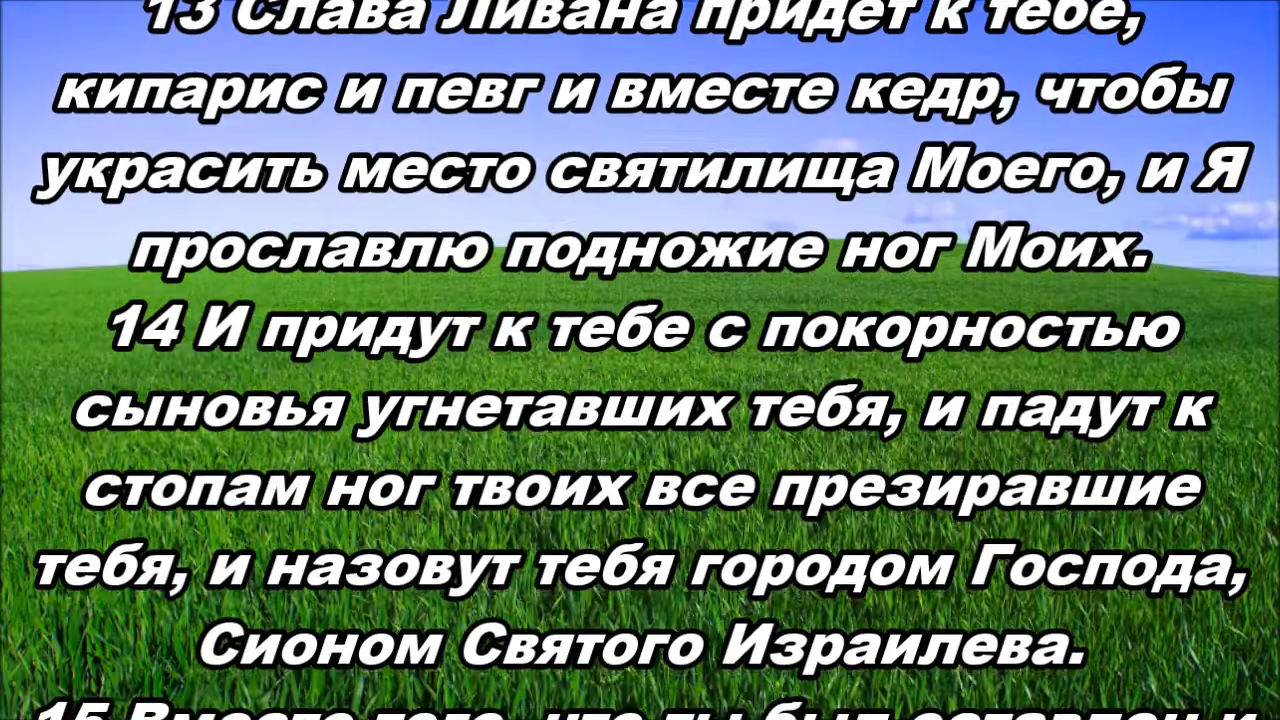 13 Слава Ливана придет к тебе,
кипарис и певг и вместе кедр, чтобы
украсить место святилища Моего, и Я
прославлю подножие ног Моих.
14 И придут к тебе с покорностью
сыновья угнетавших тебя, и падут к
стопам ног твоих все презиравшие
тебя, и назовут тебя городом Господа,
Сионом Святого Израилева.
15 Вместо того, что ты был оставлен и